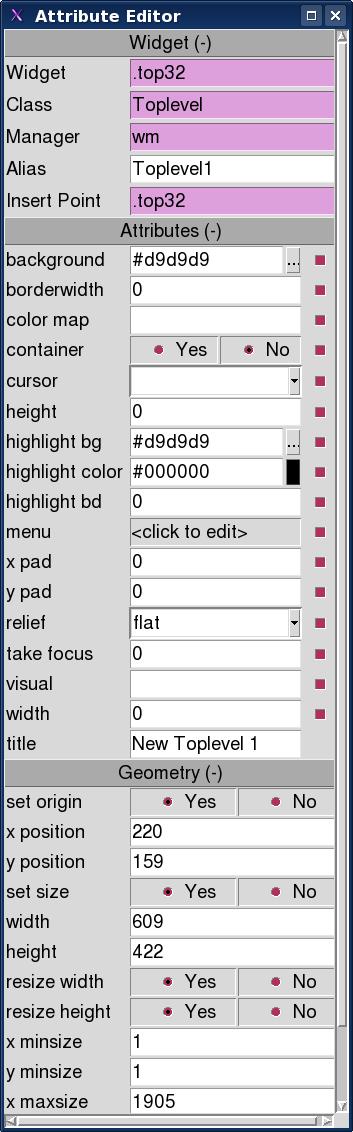 Attribute Editor
Widget (-)
Widget .top32
Class Toplevel
Manager wm
Alias Toplevel1
Insert Point .top32
Attributes (-)
background #d9d9d9 ...
borderwidth 0
color map
container Yes No
cursor
height 0
highlight bg #d9d9d9 ...
highlight color #000000
highlight bd 0
menu <click to edit>
x pad 0
y pad 0
relief flat
take focus 0
visual
width 0
title New Toplevel 1
Geometry (-)
set origin Yes No
x position 220
y position 159
set size Yes No
width 609
height 422
resize width Yes No
resize height Yes No
x minsize 1
y minsize 1
x maxsize 1905